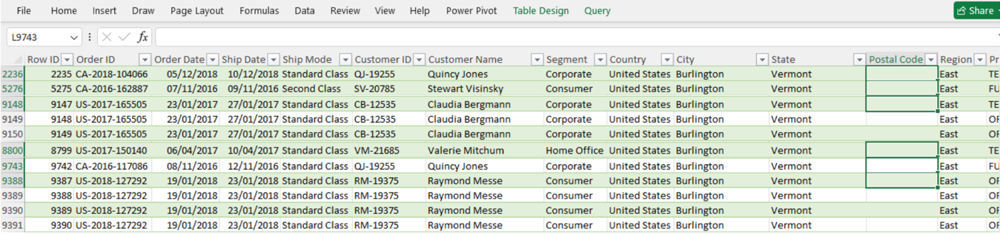 File Home Insert Draw Page Layout Formulas Data Review View Help Power Pivot Table Design Query Share
L9743 fx
Row ID Order ID Order Date Ship Date Ship Mode Customer ID Customer Name Segment Country City State Postal Code Region Pr
2236 2235 CA-2018-104066 05/12/2018 10/12/2018 Standard Class QJ-19255 Quincy Jones Corporate United States Burlington Vermont East TE
5276 5275 CA-2016-162887 07/11/2016 09/11/2016 Second Class SV-20785 Stewart Visinsky Consumer United States Burlington Vermont East FU
9148 9147 US-2017-165505 23/01/2017 27/01/2017 Standard Class CB-12535 Claudia Bergmann Corporate United States Burlington Vermont East TE
9149 9148 US-2017-165505 23/01/2017 27/01/2017 Standard Class CB-12535 Claudia Bergmann Corporate United States Burlington Vermont East OF
9150 9149 US-2017-165505 23/01/2017 27/01/2017 Standard Class CB-12535 Claudia Bergmann Corporate United States Burlington Vermont East OF
8800 8799 US-2017-150140 06/04/2017 10/04/2017 Standard Class VM-21685 Valerie Mitchum Home Office United States Burlington Vermont East TE
9743 9742 CA-2016-117086 08/11/2016 12/11/2016 Standard Class QJ-19255 Quincy Jones Corporate United States Burlington Vermont East FU
9388 9387 US-2018-127292 19/01/2018 23/01/2018 Standard Class RM-19375 Raymond Messe Consumer United States Burlington Vermont East OF
9389 9388 US-2018-127292 19/01/2018 23/01/2018 Standard Class RM-19375 Raymond Messe Consumer United States Burlington Vermont East OF
9390 9389 US-2018-127292 19/01/2018 23/01/2018 Standard Class RM-19375 Raymond Messe Consumer United States Burlington Vermont East OF
9391 9390 US-2018-127292 19/01/2018 23/01/2018 Standard Class RM-19375 Raymond Messe Consumer United States Burlington Vermont East OF